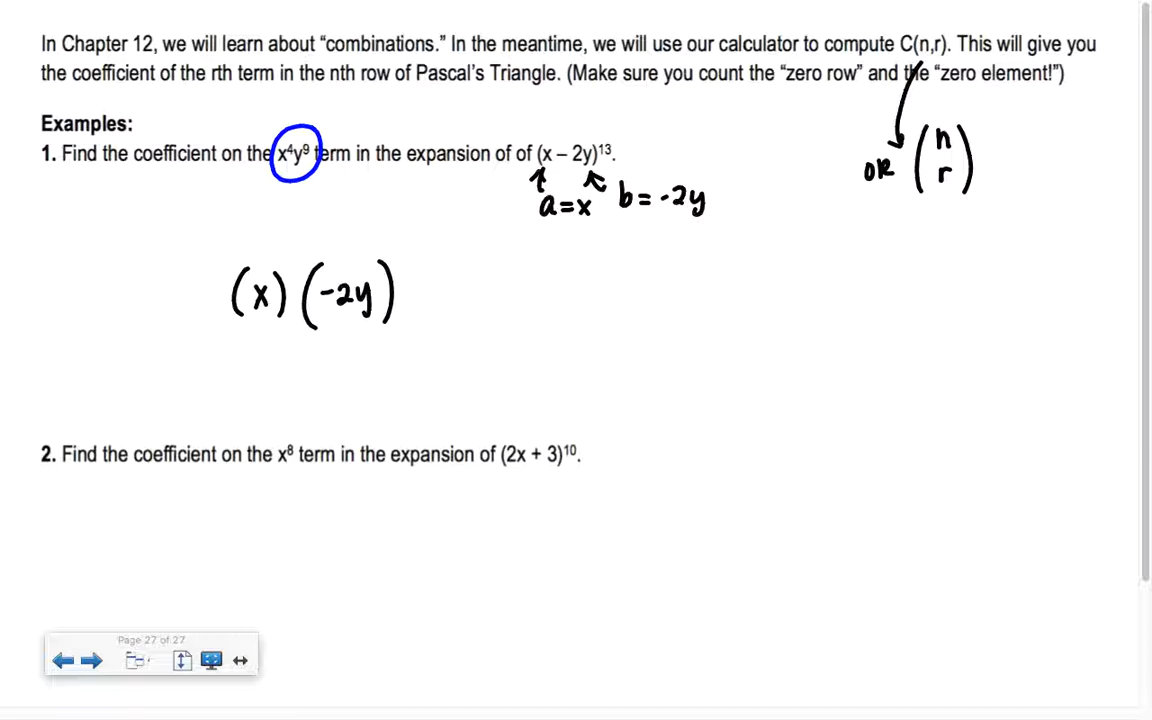 In Chapter 12, we will learn about “combinations.” In the meantime, we will use our calculator to compute C(n,r). This will give you
the coefficient of the rth term in the nth row of Pascal’s Triangle. (Make sure you count the “zero row” and the “zero element!”)
Examples:
1. Find the coefficient on the x⁴y⁹ term in the expansion of of (x – 2y)¹³.
OR (n r)
a=x b=-2y
(x)(-2y)
2. Find the coefficient on the x⁸ term in the expansion of (2x + 3)¹⁰.
Page 27 of 27